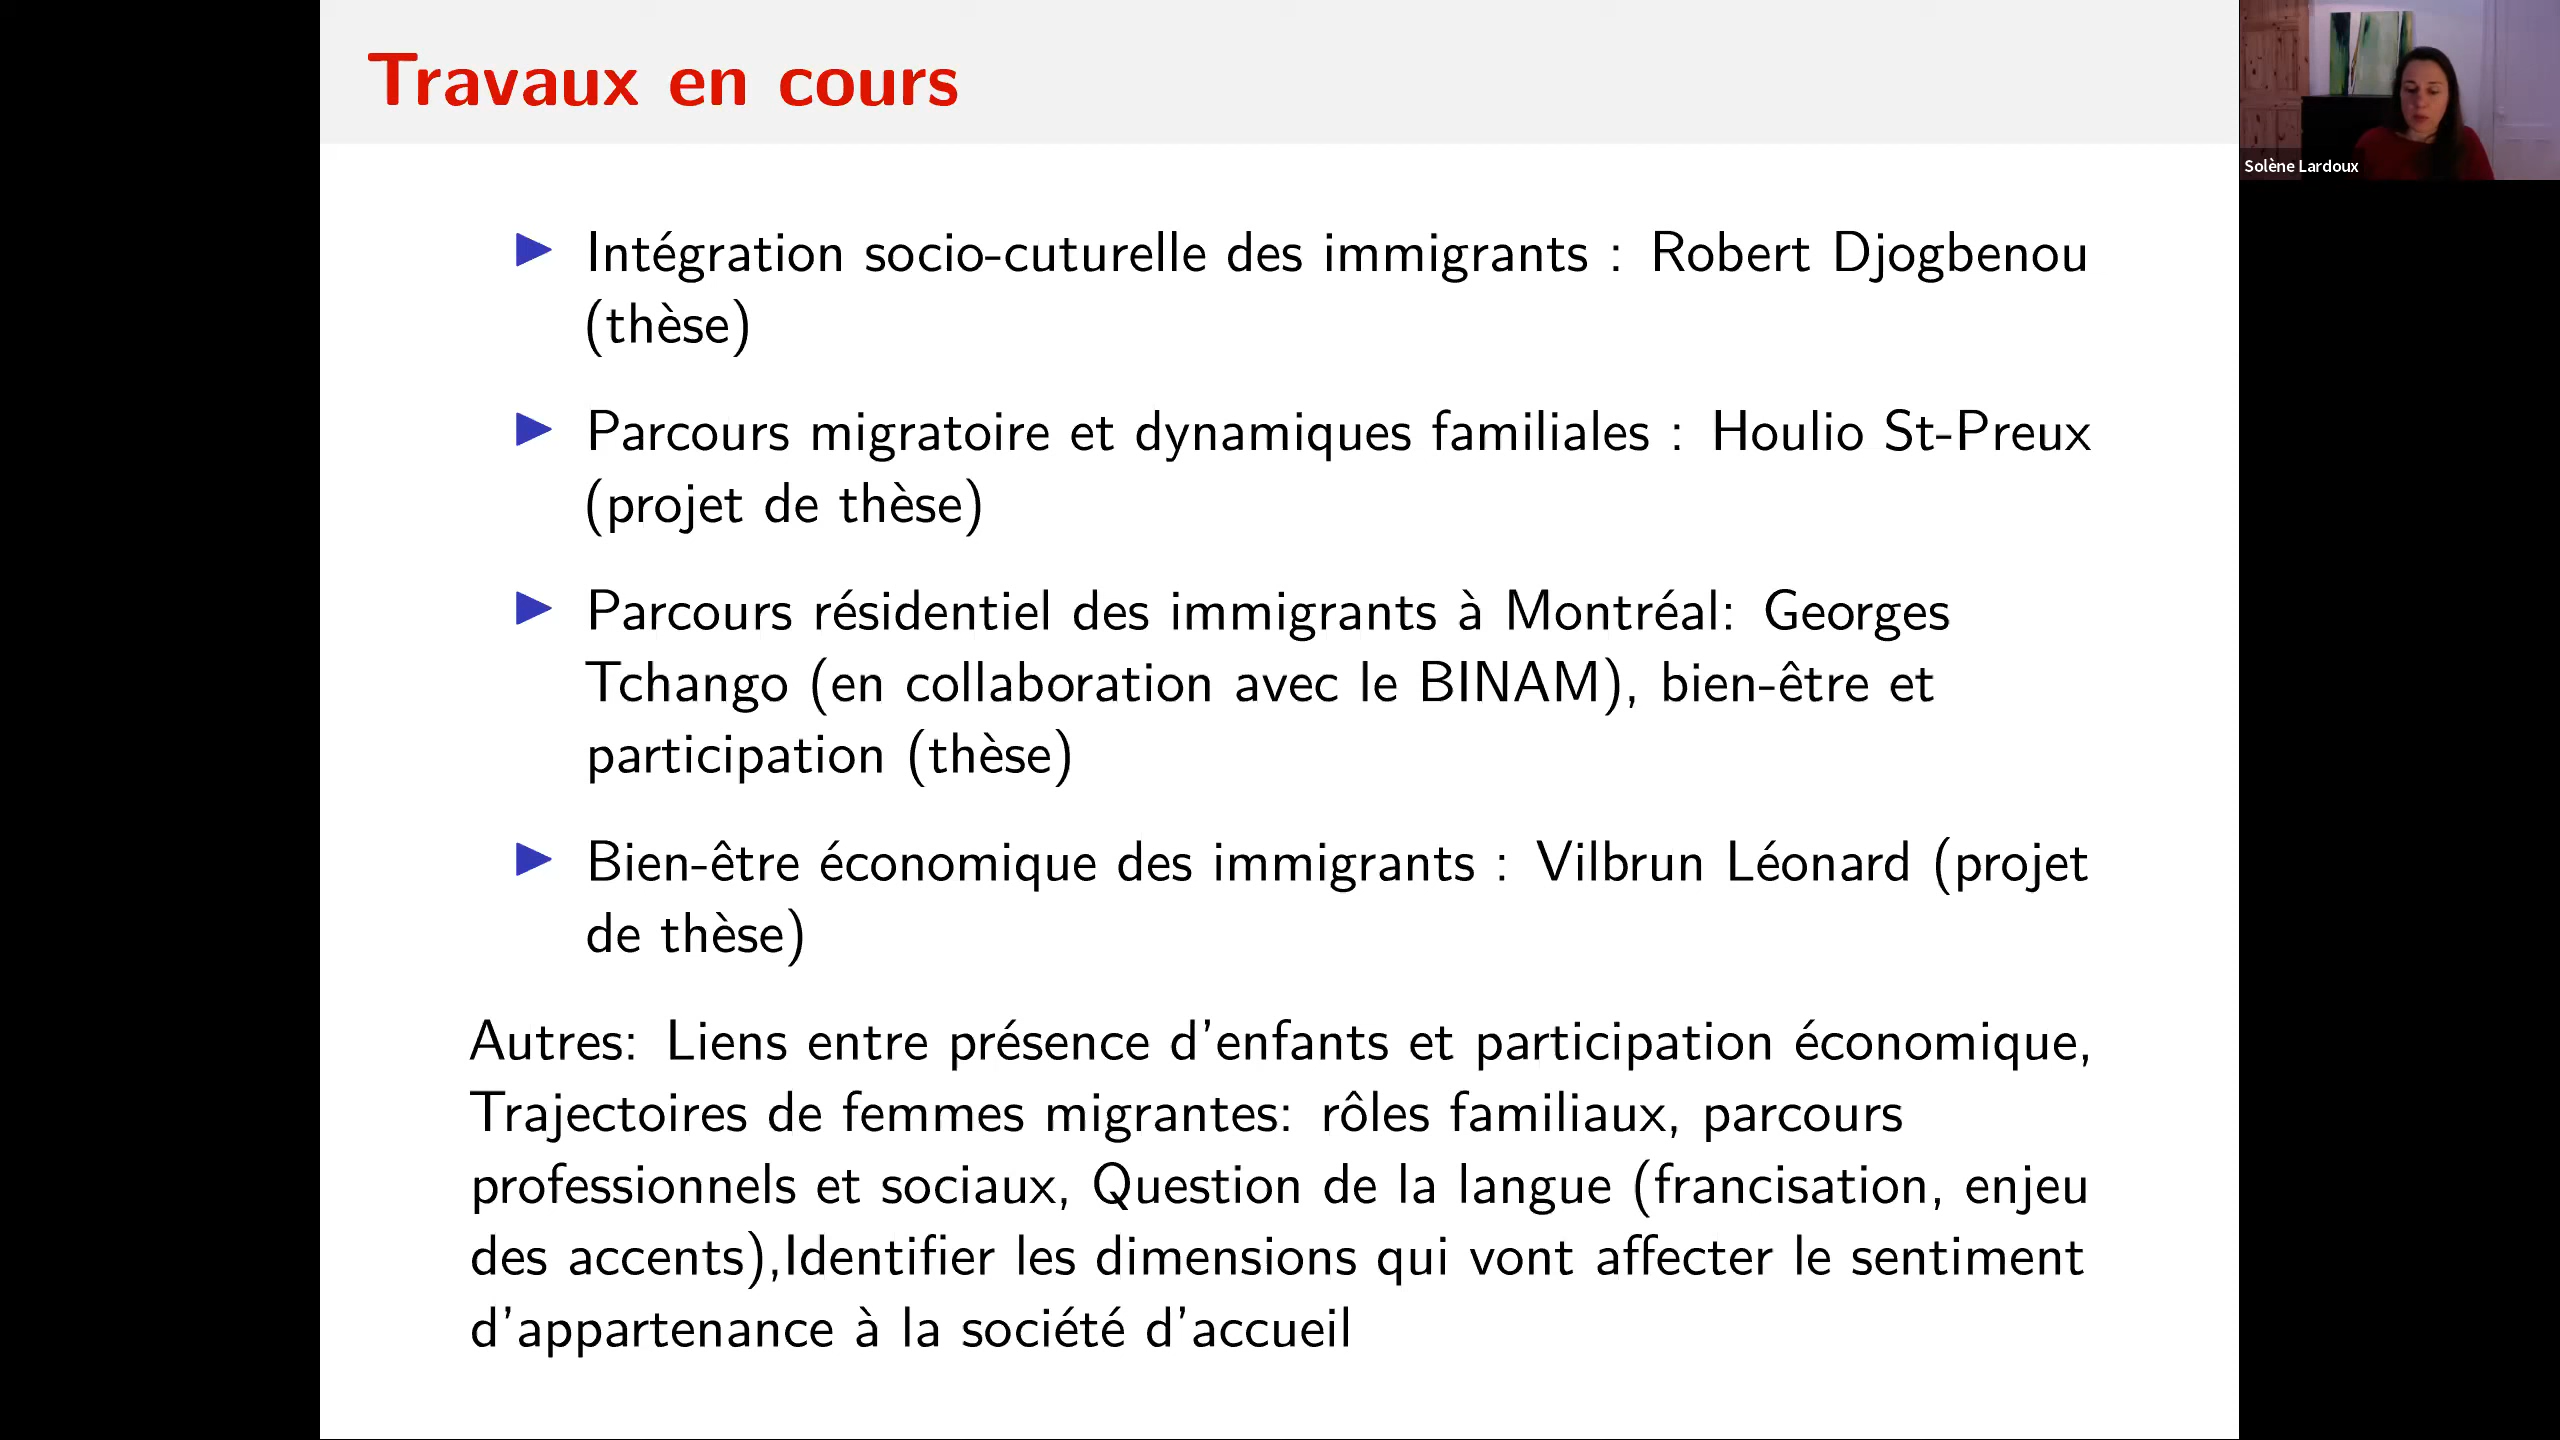 Travaux en cours
Solène Lardoux
▶ Intégration socio-cuturelle des immigrants : Robert Djogbenou
(thèse)
▶ Parcours migratoire et dynamiques familiales : Houlio St-Preux
(projet de thèse)
▶ Parcours résidentiel des immigrants à Montréal: Georges
Tchango (en collaboration avec le BINAM), bien-être et
participation (thèse)
▶ Bien-être économique des immigrants : Vilbrun Léonard (projet
de thèse)
Autres: Liens entre présence d'enfants et participation économique,
Trajectoires de femmes migrantes: rôles familiaux, parcours
professionnels et sociaux, Question de la langue (francisation, enjeu
des accents),Identifier les dimensions qui vont affecter le sentiment
d'appartenance à la société d'accueil